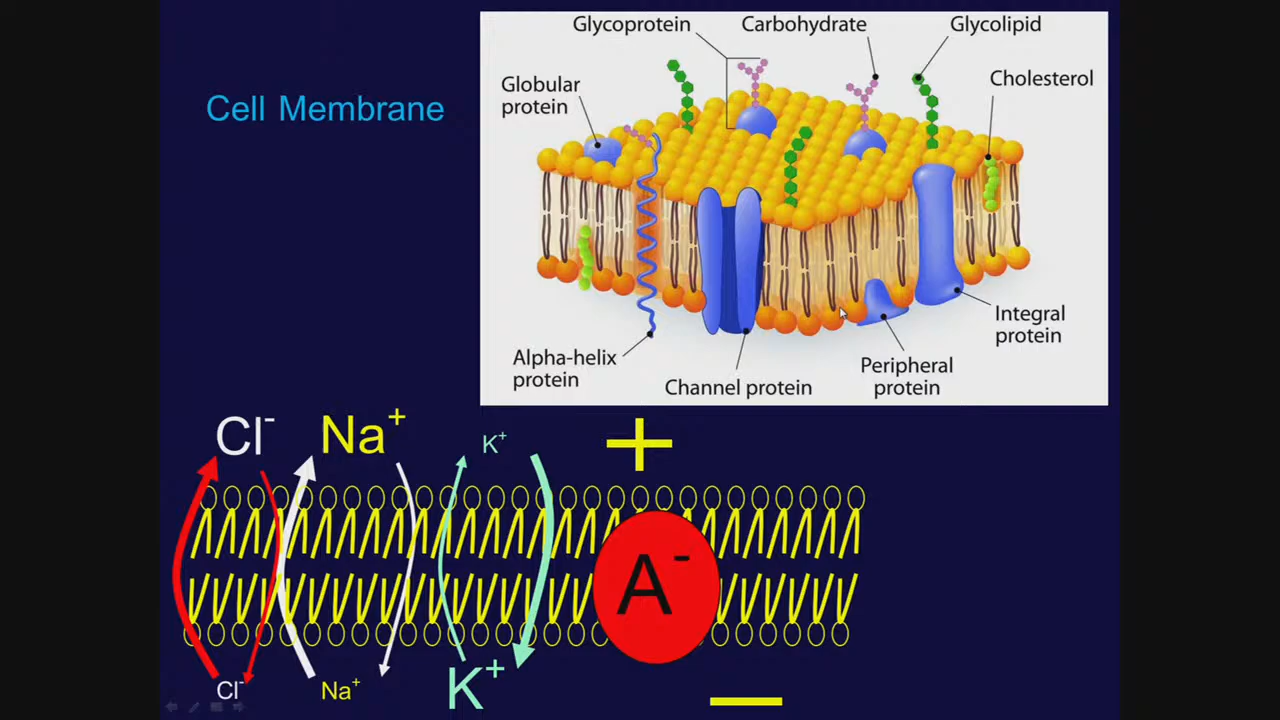 Glycoprotein
Carbohydrate
Glycolipid
Globular
protein
Cholesterol
Cell Membrane
Integral
protein
Alpha-helix
protein
Peripheral
protein
Channel protein
Cl-
Na+
K+
+
A-
Cl-
Na+
K+
—